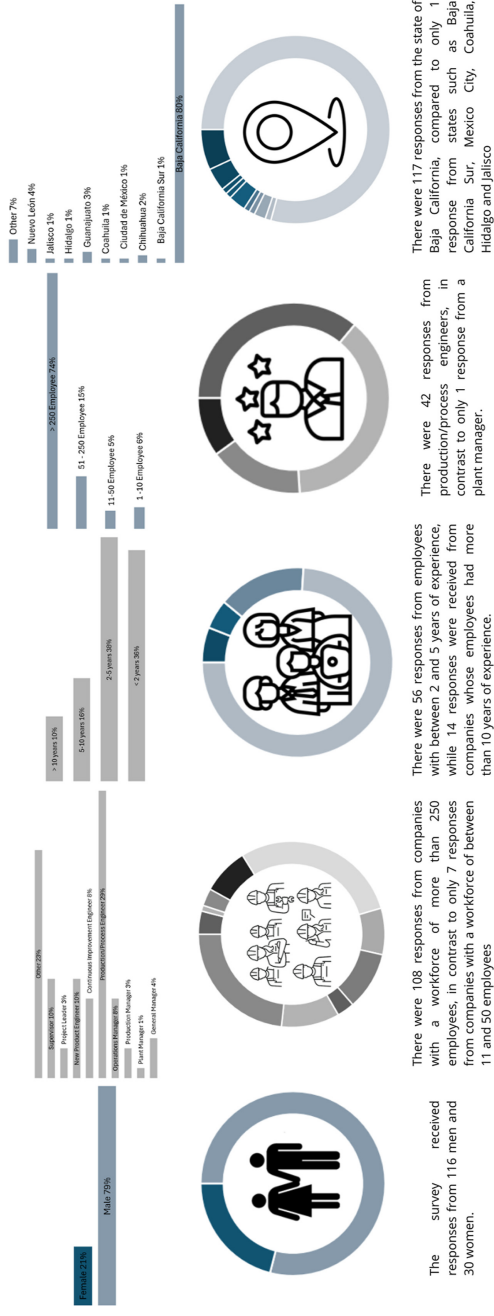 Female 21%
Male 79%
The survey received
responses from 116 men and
30 women.
Other 23%
Supervisor 10%
Project Leader 3%
New Product Engineer 10%
Continuous Improvement Engineer 8%
Production/Process Engineer 29%
Operations Manager 8%
Production Manager 3%
Plant Manager 1%
General Manager 4%
There were 108 responses from companies
with a workforce of more than 250
employees, in contrast to only 7 responses
from companies with a workforce of between
11 and 50 employees
> 10 years 10%
5-10 years 16%
2-5 years 38%
< 2 years 36%
There were 56 responses from employees
with between 2 and 5 years of experience,
while 14 responses were received from
companies whose employees had more
than 10 years of experience.
> 250 Employee 74%
51 - 250 Employee 15%
11-50 Employee 5%
1 -10 Employee 6%
There were 42 responses from
production/process engineers, in
contrast to only 1 response from a
plant manager.
Other 7%
Nuevo León 4%
Jalisco 1%
Hidalgo 1%
Guanajuato 3%
Coahuila 1%
Ciudad de México 1%
Chihuahua 2%
Baja California Sur 1%
Baja California 80%
There were 117 responses from the state of
Baja California, compared to only 1
response from states such as Baja
California Sur, Mexico City, Coahuila,
Hidalgo and Jalisco